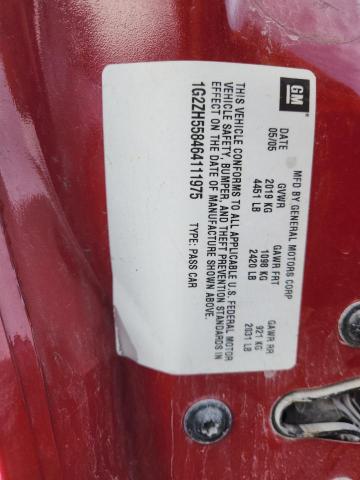 GM
MFD BY GENERAL MOTORS CORP
DATE GVWR GAWR FRT GAWR RR
05/05 2019 KG 1098 KG 921 KG
4451 LB 2420 LB 2031 LB
THIS VEHICLE CONFORMS TO ALL APPLICABLE U.S. FEDERAL MOTOR
VEHICLE SAFETY, BUMPER, AND THEFT PREVENTION STANDARDS IN
EFFECT ON THE DATE OF MANUFACTURE SHOWN ABOVE.
1G2ZH558464111975 TYPE: PASS CAR